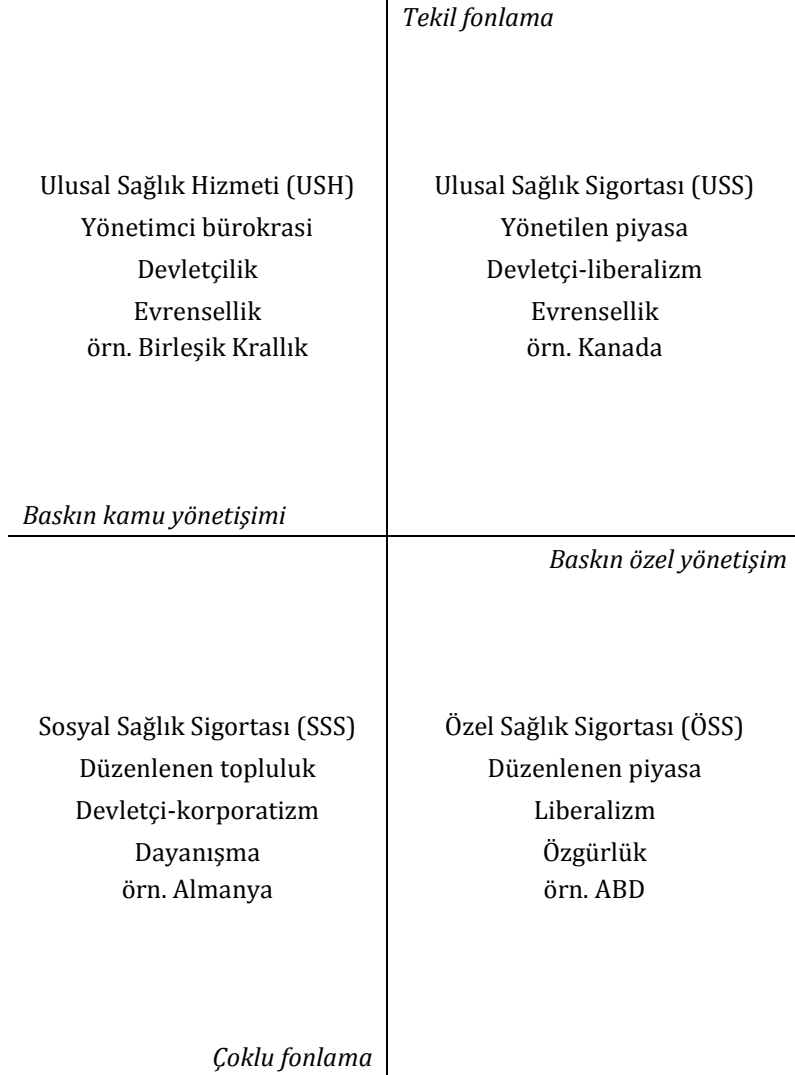 Tekil fonlama
Ulusal Sağlık Hizmeti (USH)
Yönetimci bürokrasi
Devletçilik
Evrensellik
örn. Birleşik Krallık
Ulusal Sağlık Sigortası (USS)
Yönetilen piyasa
Devletçi-liberalizm
Evrensellik
örn. Kanada
Baskın kamu yönetişimi
Baskın özel yönetişim
Sosyal Sağlık Sigortası (SSS)
Düzenlenen topluluk
Devletçi-korporatizm
Dayanışma
örn. Almanya
Özel Sağlık Sigortası (ÖSS)
Düzenlenen piyasa
Liberalizm
Özgürlük
örn. ABD
Çoklu fonlama